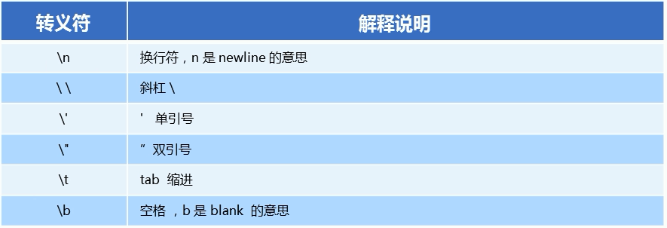 转义符 解释说明
\n 换行符，n 是 newline 的意思
\ \ 斜杠 \
\' ' 单引号
\" “ 双引号
\t tab 缩进
\b 空格 ，b 是 blank 的意思